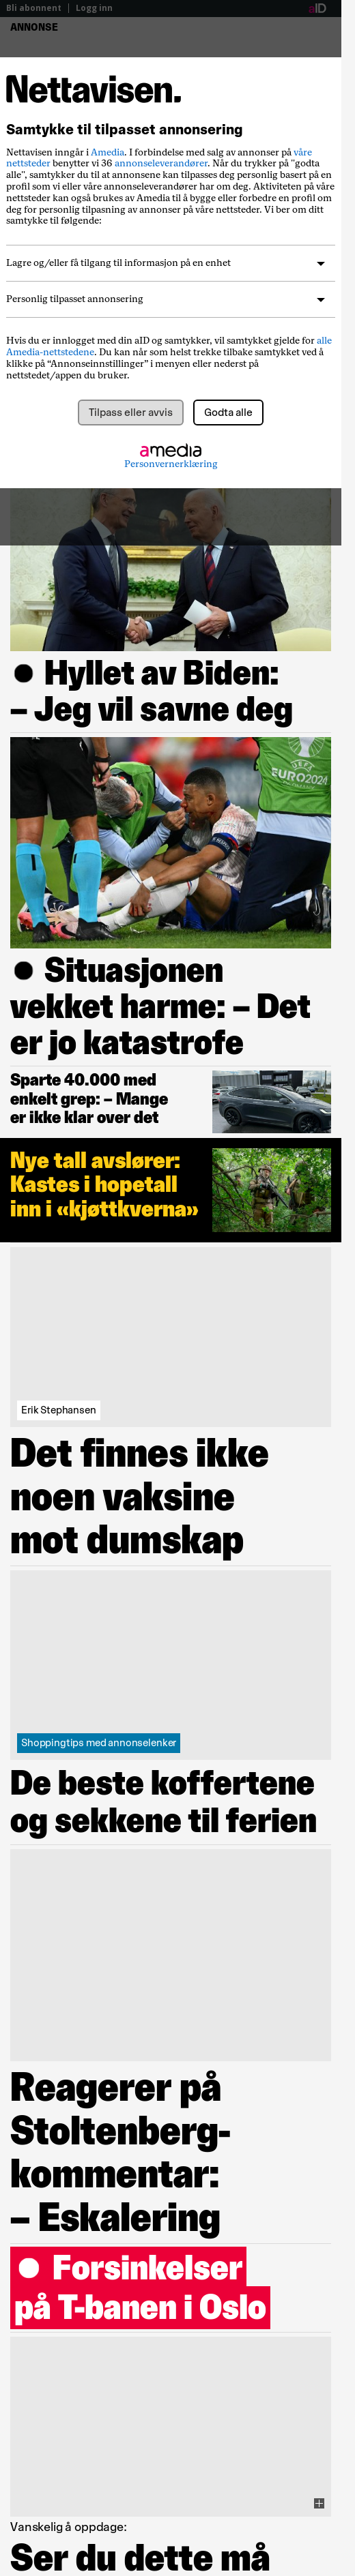 Bli abonnent | Logg inn
aID
ANNONSE
Nettavisen.
Samtykke til tilpasset annonsering
Nettavisen inngår i Amedia. I forbindelse med salg av annonser på våre
nettsteder benytter vi 36 annonseleverandører. Når du trykker på "godta
alle", samtykker du til at annonsene kan tilpasses deg personlig basert på en
profil som vi eller våre annonseleverandører har om deg. Aktiviteten på våre
nettsteder kan også brukes av Amedia til å bygge eller forbedre en profil om
deg for personlig tilpasning av annonser på våre nettsteder. Vi ber om ditt
samtykke til følgende:
Lagre og/eller få tilgang til informasjon på en enhet
Personlig tilpasset annonsering
Hvis du er innlogget med din aID og samtykker, vil samtykket gjelde for alle
Amedia-nettstedene. Du kan når som helst trekke tilbake samtykket ved å
klikke på “Annonseinnstillinger” i menyen eller nederst på
nettstedet/appen du bruker.
Tilpass eller avvis
Godta alle
amedia
Personvernerklæring
Hyllet av Biden:
– Jeg vil savne deg
EURO2024
Situasjonen
vekket harme: – Det
er jo katastrofe
Sparte 40.000 med
enkelt grep: – Mange
er ikke klar over det
Nye tall avslører:
Kastes i hopetall
inn i «kjøttkverna»
Erik Stephansen
Det finnes ikke
noen vaksine
mot dumskap
Shoppingtips med annonselenker
De beste koffertene
og sekkene til ferien
Reagerer på
Stoltenberg-
kommentar:
– Eskalering
Forsinkelser
på T-banen i Oslo
Vanskelig å oppdage:
Ser du dette må